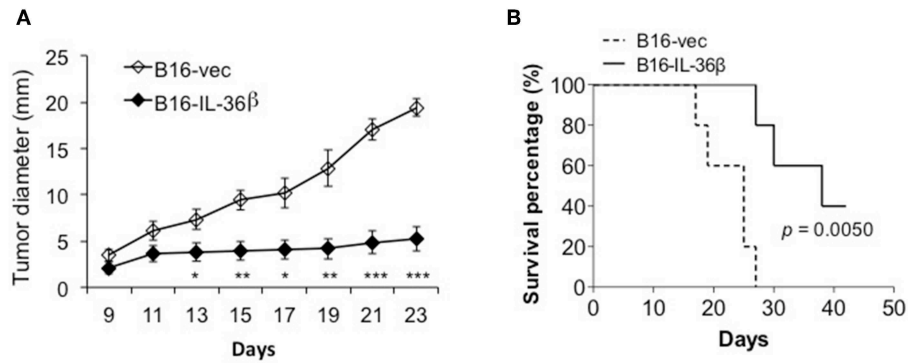 A
Tumor diameter (mm)
25
20
15
10
5
0
B16-vec
B16-IL-36β
* ** * ** *** ***
9 11 13 15 17 19 21 23
Days
B
B16-vec
B16-IL-36β
Survival percentage (%)
100
80
60
40
20
0
p = 0.0050
0 10 20 30 40 50
Days